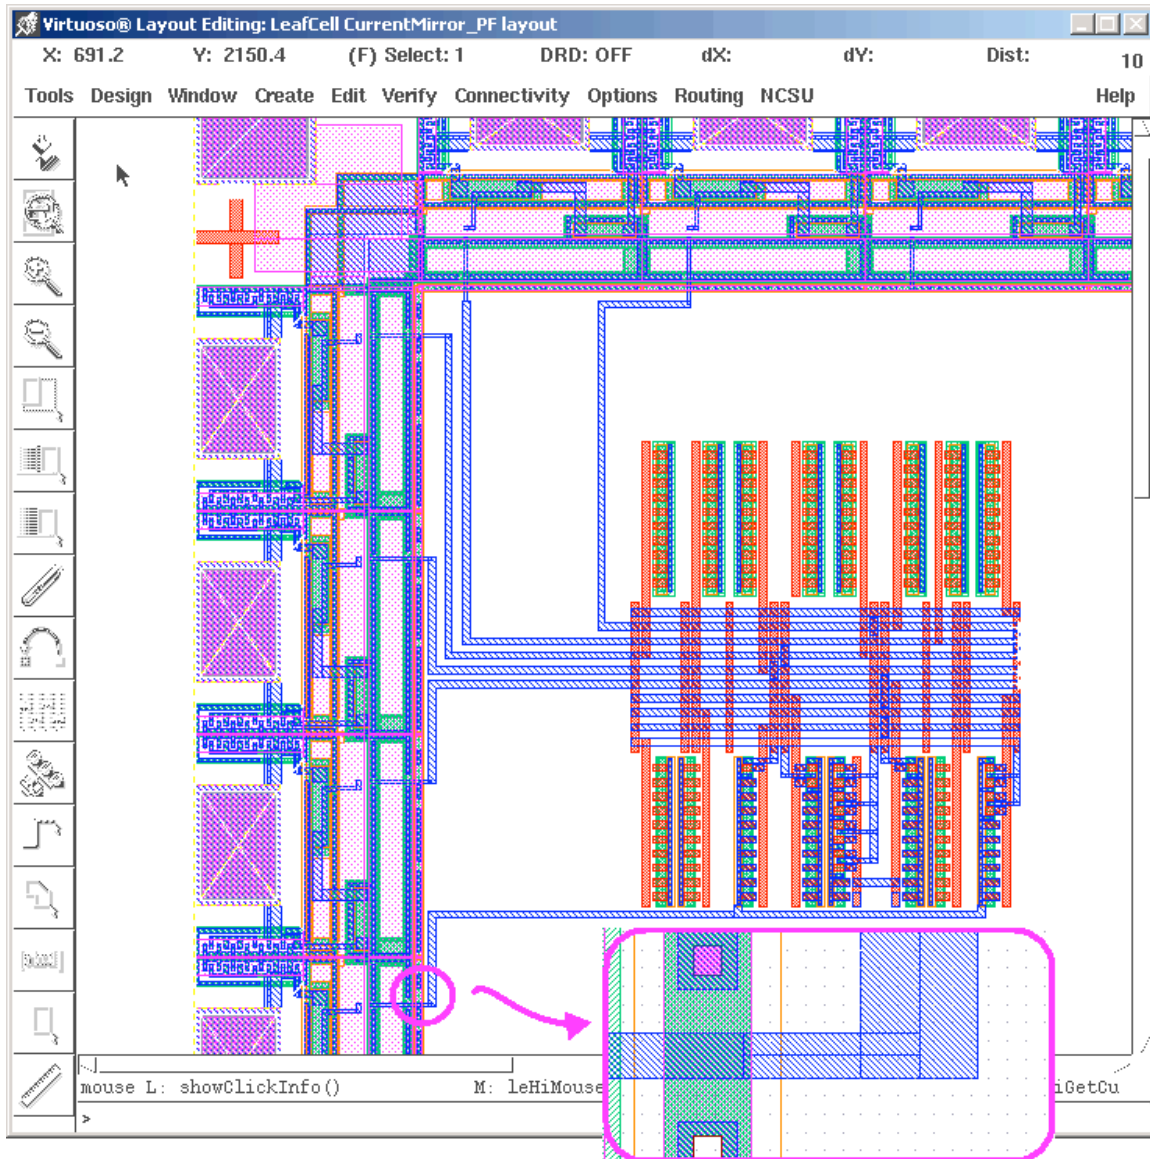 Virtuoso® Layout Editing: LeafCell CurrentMirror_PF layout
X: 691.2 Y: 2150.4 (F) Select: 1 DRD: OFF dX: dY: Dist: 10
Tools Design Window Create Edit Verify Connectivity Options Routing NCSU Help
mouse L: showClickInfo() M: leHiMouse iGetCu
>